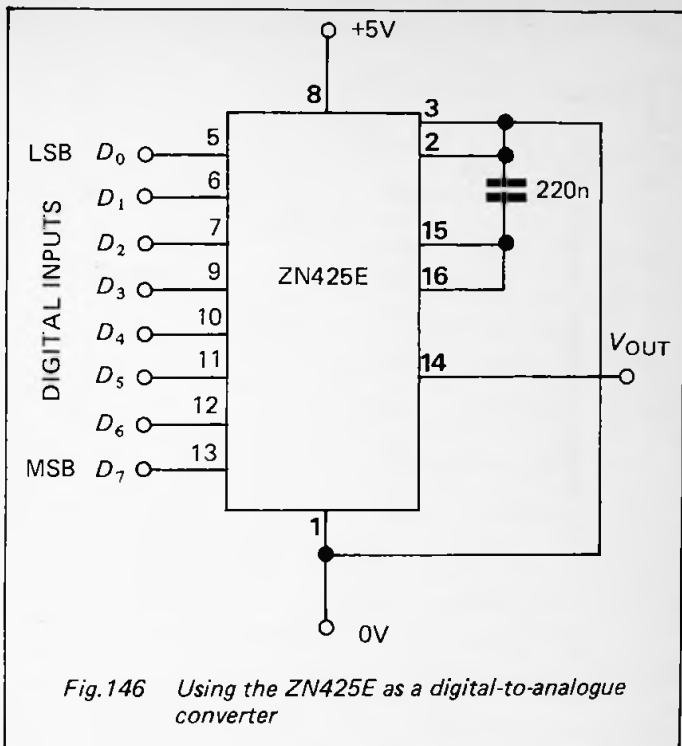 +5V
8
3
LSB D₀ 5
2
D₁ 6
220n
D₂ 7
15
DIGITAL INPUTS
D₃ 9
ZN425E
16
D₄ 10
VOUT
D₅ 11
14
D₆ 12
MSB D₇ 13
1
0V
Fig.146 Using the ZN425E as a digital-to-analogue
converter